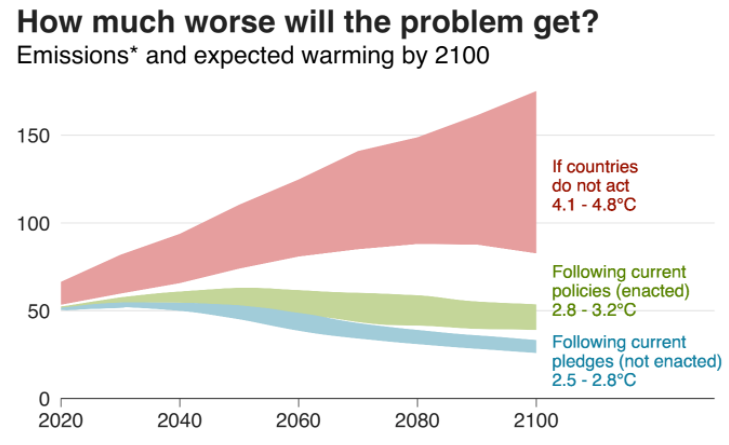 How much worse will the problem get?
Emissions* and expected warming by 2100
150
100
50
0
2020
2040
2060
2080
2100
If countries
do not act
4.1 - 4.8°C
Following current
policies (enacted)
2.8 - 3.2°C
Following current
pledges (not enacted)
2.5 - 2.8°C